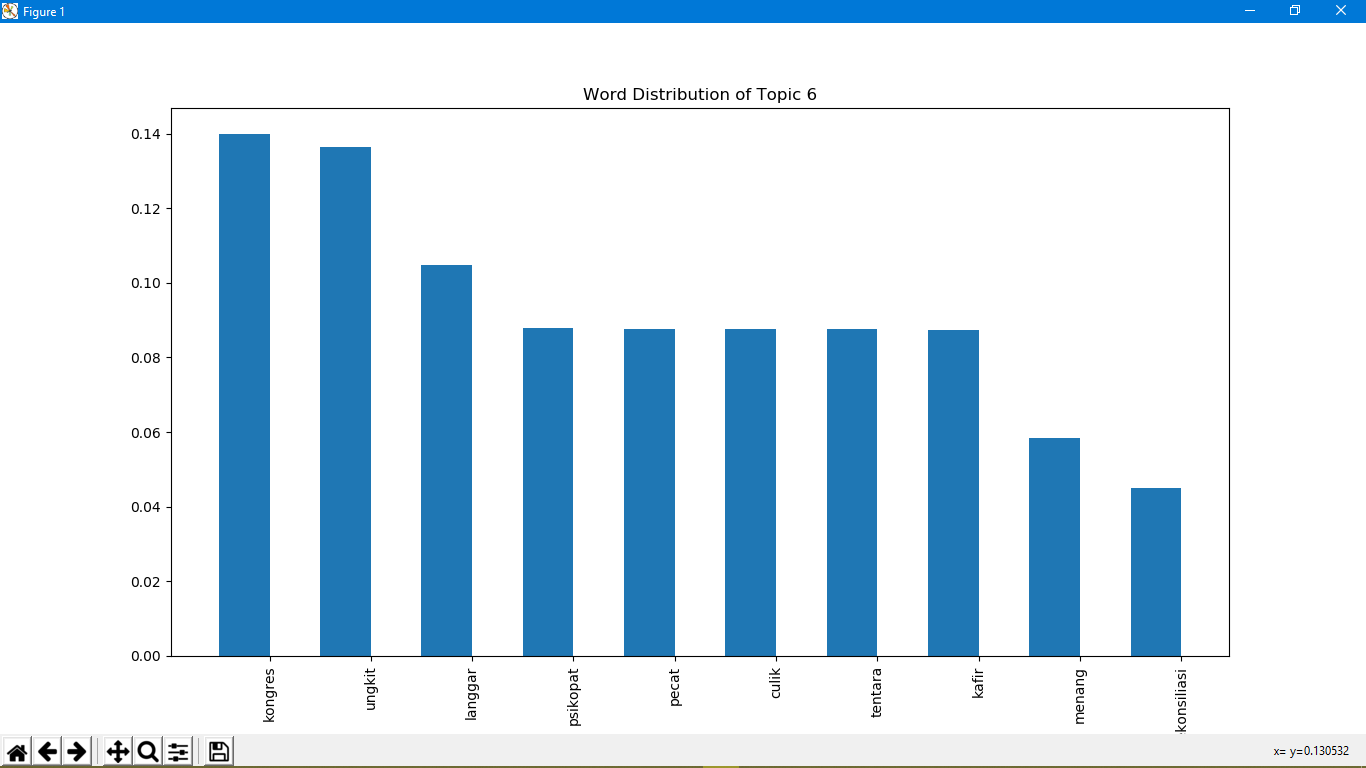 Figure 1
Word Distribution of Topic 6
0.14
0.12
0.10
0.08
0.06
0.04
0.02
0.00
kongres
ungkit
langgar
psikopat
pecat
culik
tentara
kafir
menang
konsiliasi
x= y=0.130532